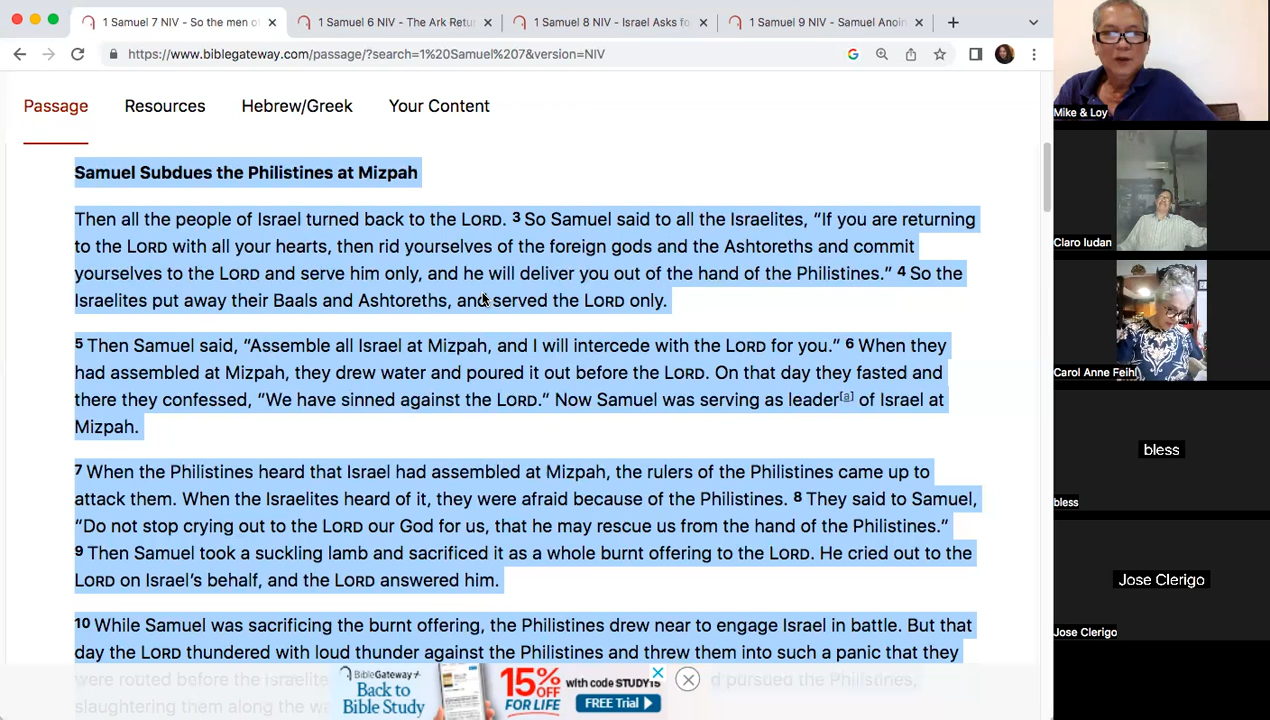 1 Samuel 7 NIV - So the men of
1 Samuel 6 NIV - The Ark Retur
1 Samuel 8 NIV - Israel Asks fo
1 Samuel 9 NIV - Samuel Anoin
https://www.biblegateway.com/passage/?search=1%20Samuel%207&version=NIV
Passage
Resources
Hebrew/Greek
Your Content
Samuel Subdues the Philistines at Mizpah
Then all the people of Israel turned back to the LORD. 3 So Samuel said to all the Israelites, “If you are returning
to the LORD with all your hearts, then rid yourselves of the foreign gods and the Ashtoreths and commit
yourselves to the LORD and serve him only, and he will deliver you out of the hand of the Philistines.” 4 So the
Israelites put away their Baals and Ashtoreths, and served the LORD only.
5 Then Samuel said, “Assemble all Israel at Mizpah, and I will intercede with the LORD for you.” 6 When they
had assembled at Mizpah, they drew water and poured it out before the LORD. On that day they fasted and
there they confessed, “We have sinned against the LORD.” Now Samuel was serving as leader[a] of Israel at
Mizpah.
7 When the Philistines heard that Israel had assembled at Mizpah, the rulers of the Philistines came up to
attack them. When the Israelites heard of it, they were afraid because of the Philistines. 8 They said to Samuel,
“Do not stop crying out to the LORD our God for us, that he may rescue us from the hand of the Philistines.”
9 Then Samuel took a suckling lamb and sacrificed it as a whole burnt offering to the LORD. He cried out to the
LORD on Israel’s behalf, and the LORD answered him.
10 While Samuel was sacrificing the burnt offering, the Philistines drew near to engage Israel in battle. But that
day the LORD thundered with loud thunder against the Philistines and threw them into such a panic that they
were routed before the Israelite
d pursued the Philistines,
slaughtering them along the w
BibleGateway
Back to
Bible Study
15%
OFF
FOR LIFE
with code STUDY15
FREE Trial
Mike & Loy
Claro Iudan
Carol Anne Feihl
bless
bless
Jose Clerigo
Jose Clerigo